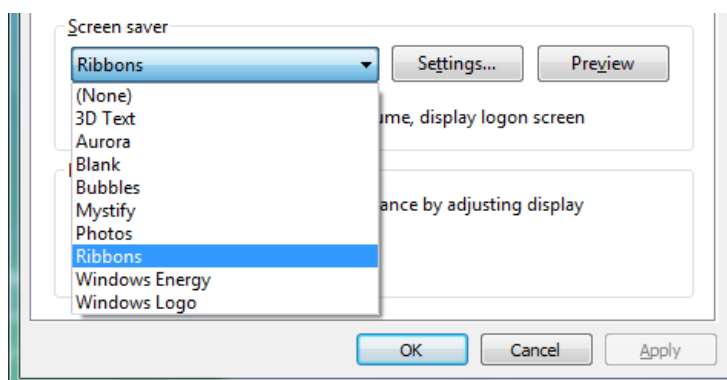 Screen saver
Ribbons Settings... Preview
(None)
3D Text ume, display logon screen
Aurora
Blank
Bubbles
Mystify ance by adjusting display
Photos
Ribbons
Windows Energy
Windows Logo
OK Cancel Apply